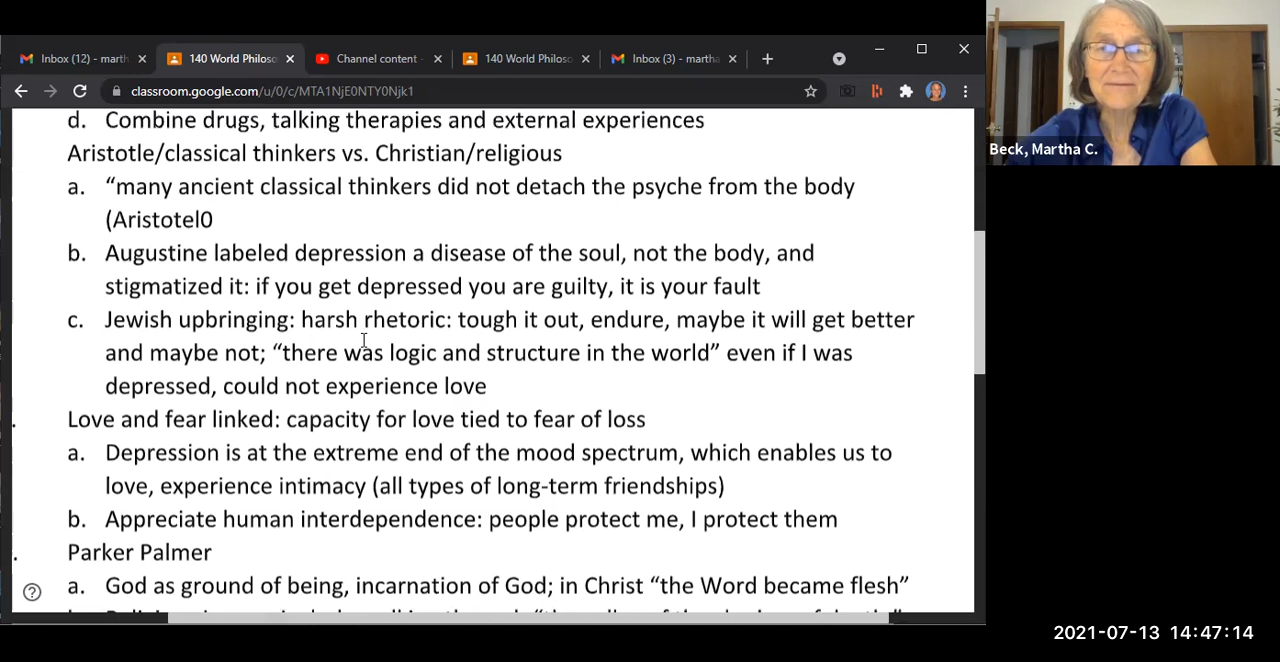 Inbox (12) - marth
140 World Philoso
Channel content -
140 World Philoso
Inbox (3) - martha
classroom.google.com/u/0/c/MTA1NjE0NTY0Njk1
d. Combine drugs, talking therapies and external experiences
Aristotle/classical thinkers vs. Christian/religious
a. “many ancient classical thinkers did not detach the psyche from the body
(Aristotel0
b. Augustine labeled depression a disease of the soul, not the body, and
stigmatized it: if you get depressed you are guilty, it is your fault
c. Jewish upbringing: harsh rhetoric: tough it out, endure, maybe it will get better
and maybe not; “there was logic and structure in the world” even if I was
depressed, could not experience love
. Love and fear linked: capacity for love tied to fear of loss
a. Depression is at the extreme end of the mood spectrum, which enables us to
love, experience intimacy (all types of long-term friendships)
b. Appreciate human interdependence: people protect me, I protect them
. Parker Palmer
a. God as ground of being, incarnation of God; in Christ “the Word became flesh”
Beck, Martha C.
2021-07-13 14:47:14